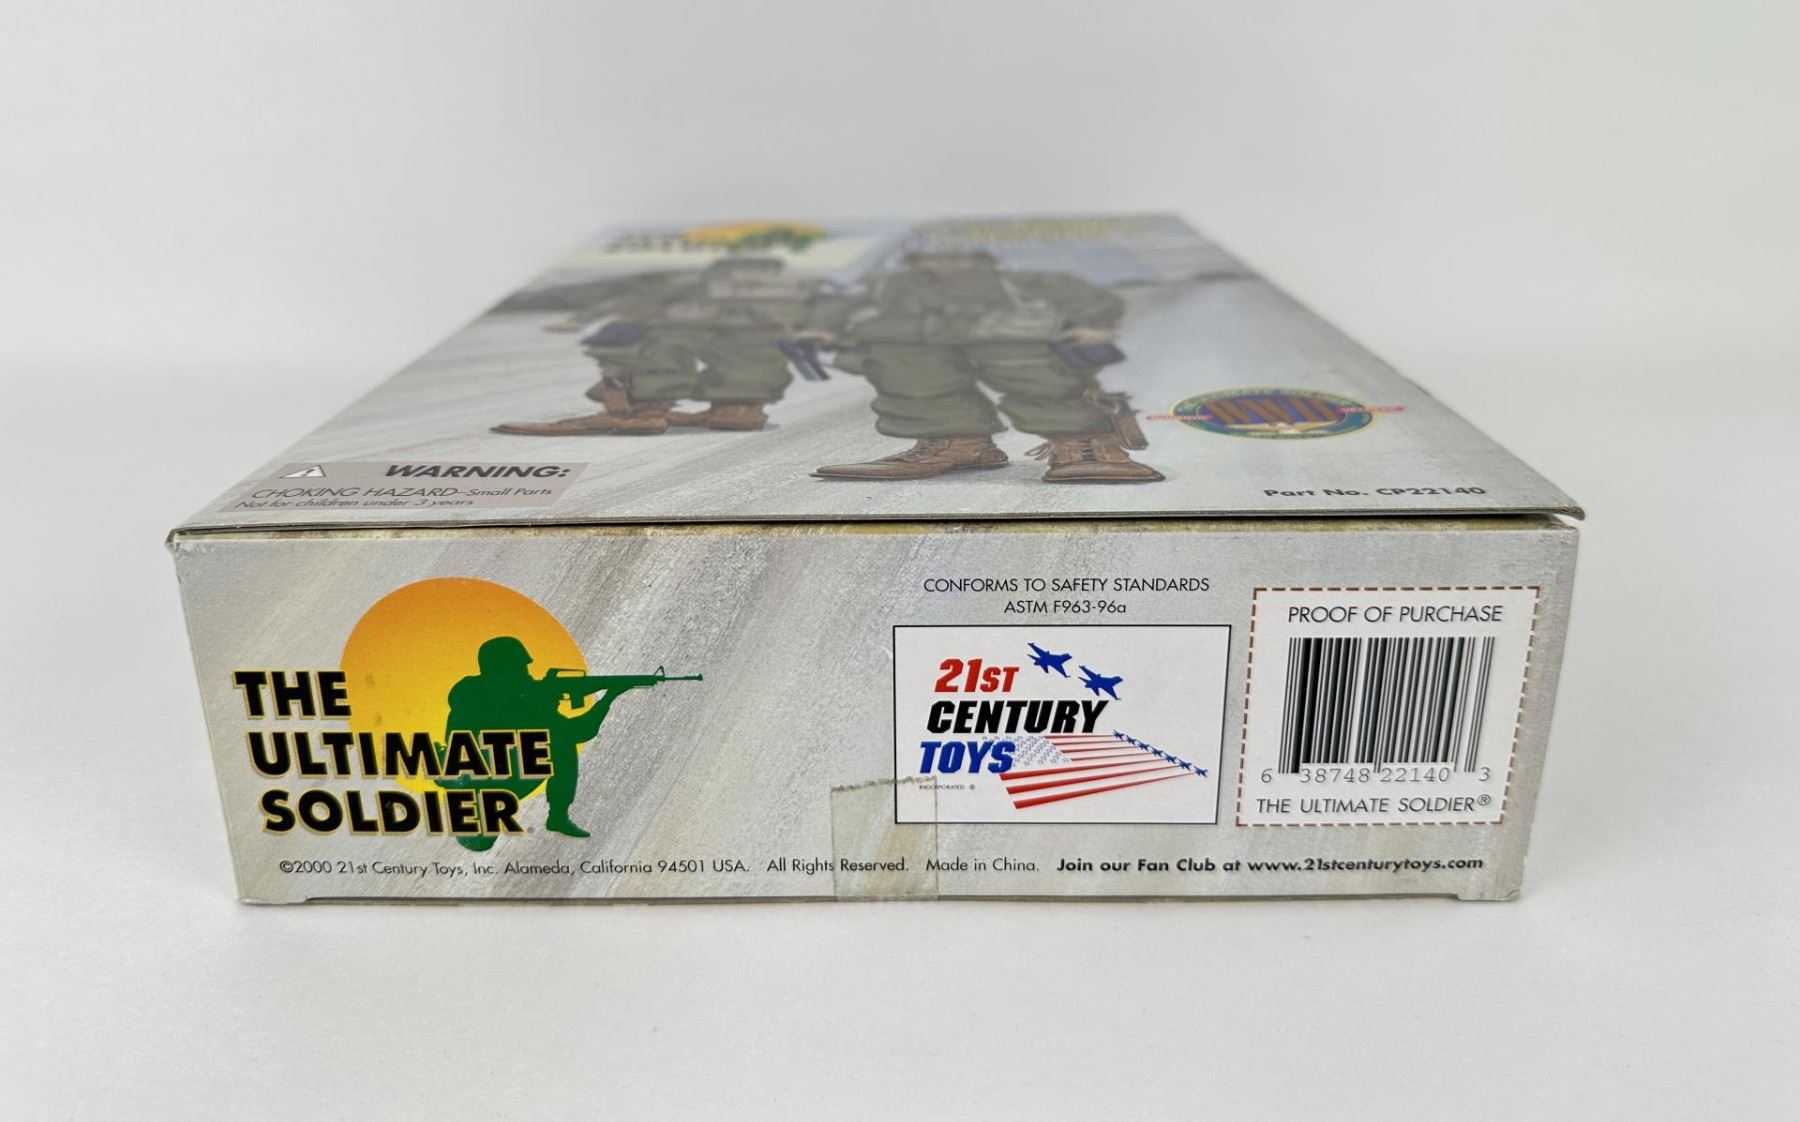 WARNING:
CHOKING HAZARD–Small Parts
Not for children under 3 years
WWII
Part No. CP22140
THE
ULTIMATE
SOLDIER
CONFORMS TO SAFETY STANDARDS
ASTM F963-96a
21ST
CENTURY
TOYS
INCORPORATED ®
PROOF OF PURCHASE
6 38748 22140 3
THE ULTIMATE SOLDIER®
©2000 21st Century Toys, Inc. Alameda, California 94501 USA. All Rights Reserved. Made in China. Join our Fan Club at www.21stcenturytoys.com